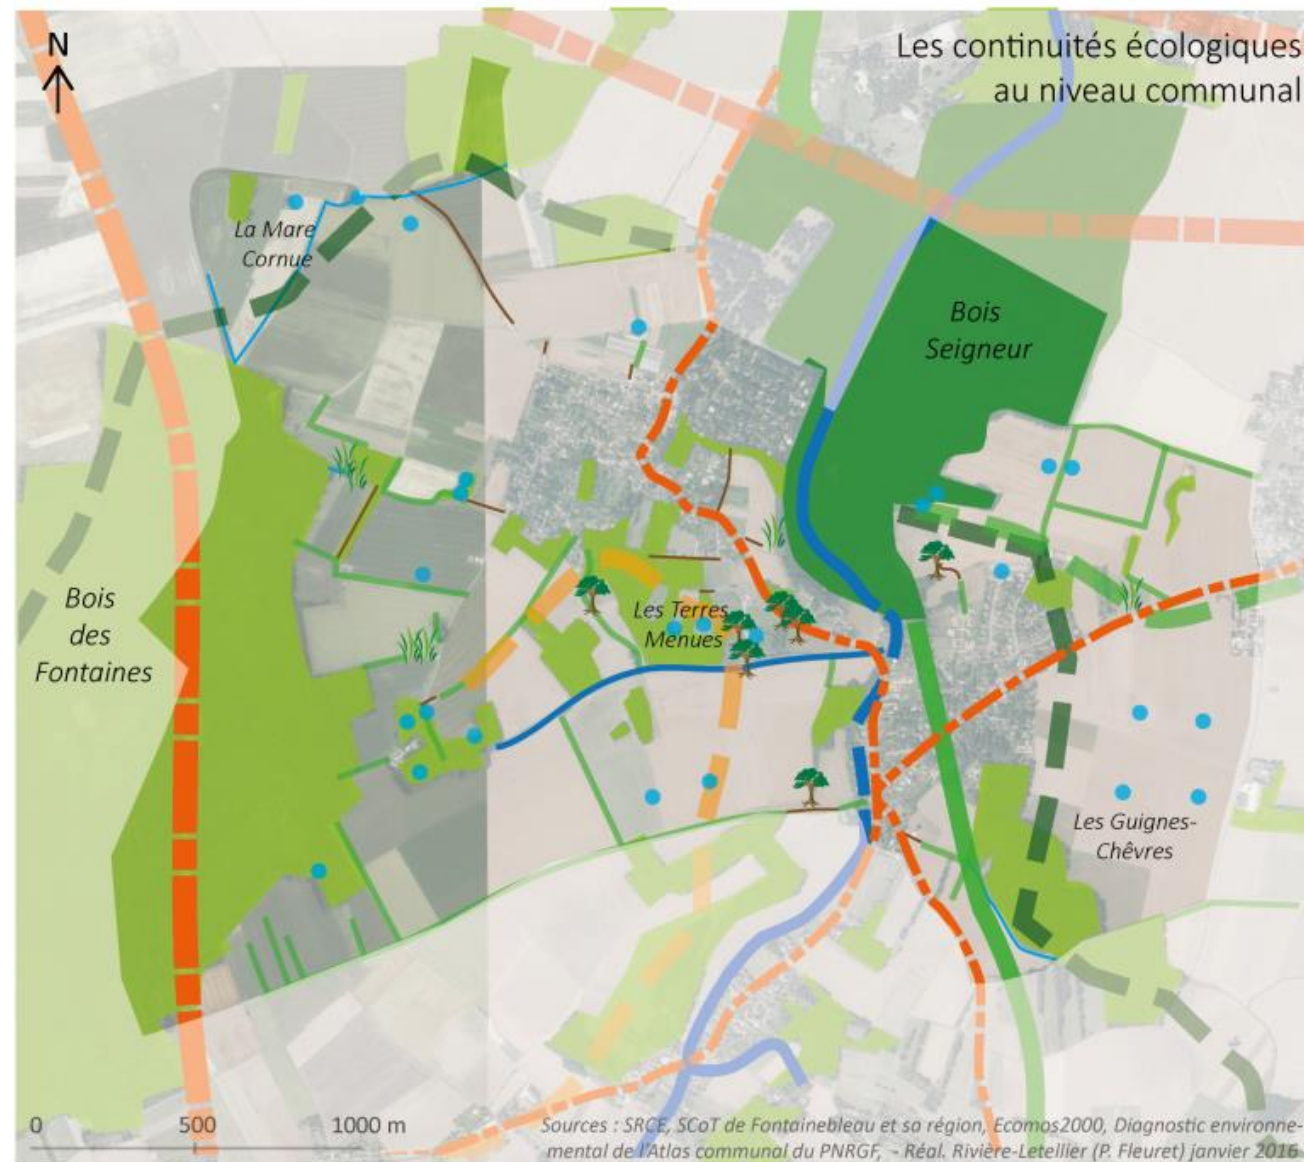 Les continuités écologiques
au niveau communal
N
La Mare
Cornue
Bois
Seigneur
Bois
des
Fontaines
Les Terres
Menues
Les Guignes-
Chêvres
0 500 1000 m
Sources : SRCE, SCoT de Fontainebleau et sa région, Ecomos2000, Diagnostic environne-
mental de l'Atlas communal du PNRGF, - Réal. Rivière-Letellier (P. Fleuret) janvier 2016